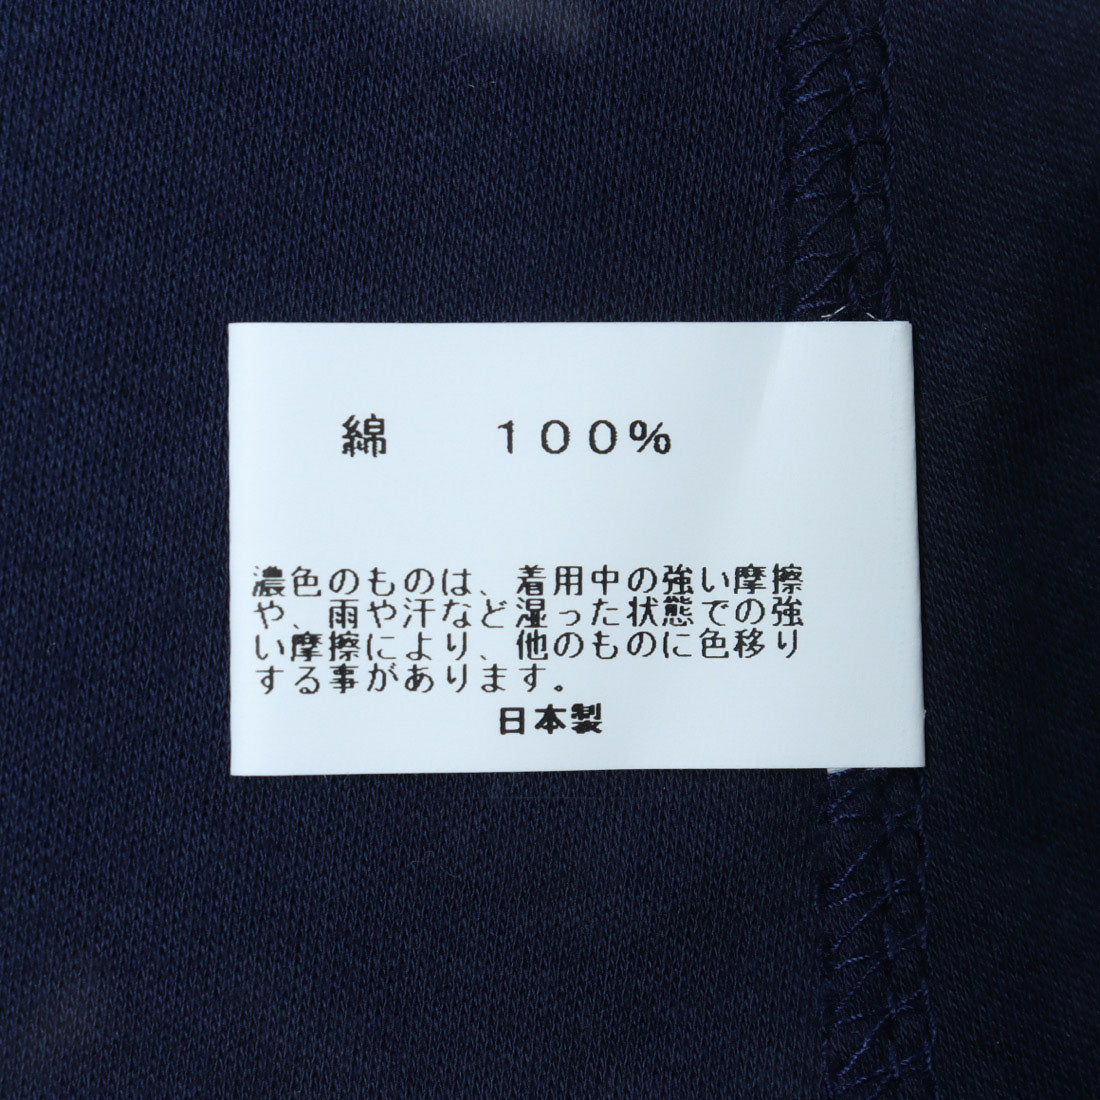 綿　　１００％
濃色のものは、着用中の強い摩擦
や、雨や汗など湿った状態での強
い摩擦により、他のものに色移り
する事があります。
日本製